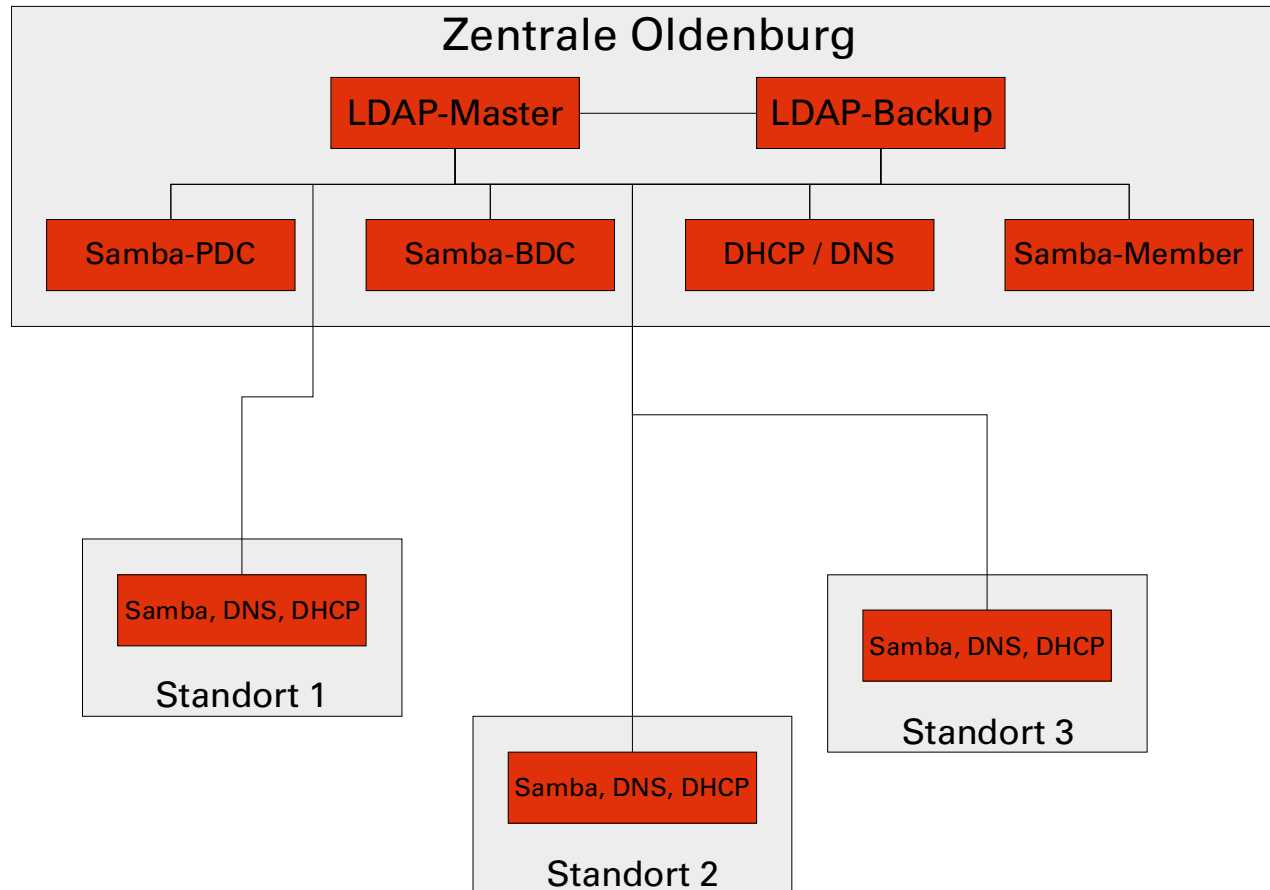 Zentrale Oldenburg
LDAP-Master
LDAP-Backup
Samba-PDC
Samba-BDC
DHCP / DNS
Samba-Member
Samba, DNS, DHCP
Standort 1
Samba, DNS, DHCP
Standort 3
Samba, DNS, DHCP
Standort 2